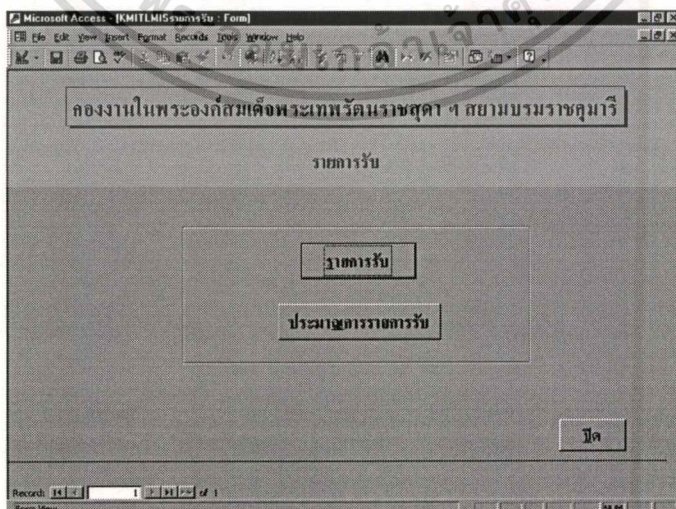 Microsoft Access - [KMITLMISรายการรับ : Form]
File Edit View Insert Format Records Tools Window Help
กองงานในพระองค์สมเด็จพระเทพรัตนราชสุดา ฯ สยามบรมราชกุมารี
รายการรับ
รายการรับ
ประมาณการรายการรับ
ปิด
Record: 1 of 1
Form View